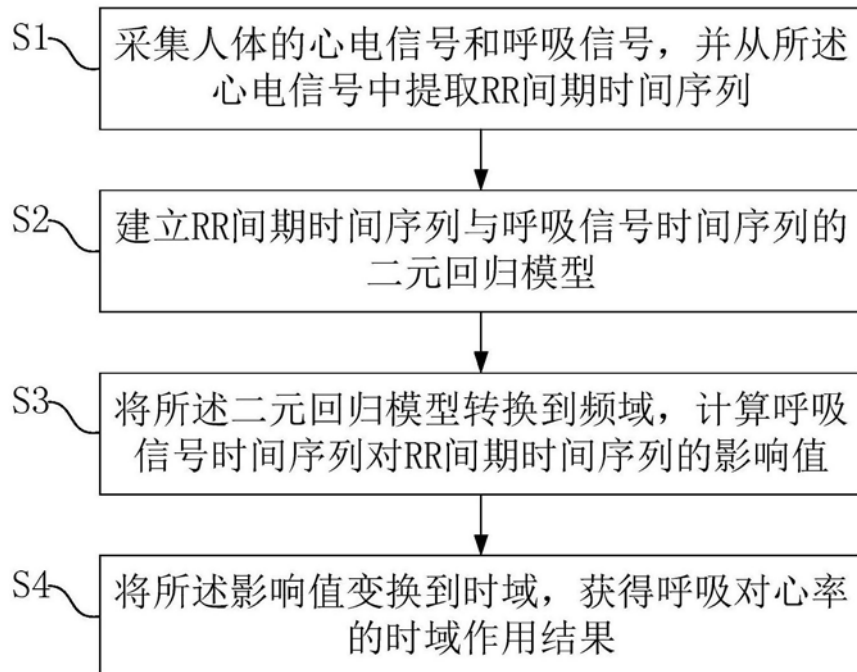 S1
采集人体的心电信号和呼吸信号，并从所述
心电信号中提取RR间期时间序列
S2
建立RR间期时间序列与呼吸信号时间序列的
二元回归模型
S3
将所述二元回归模型转换到频域，计算呼吸
信号时间序列对RR间期时间序列的影响值
S4
将所述影响值变换到时域，获得呼吸对心率
的时域作用结果